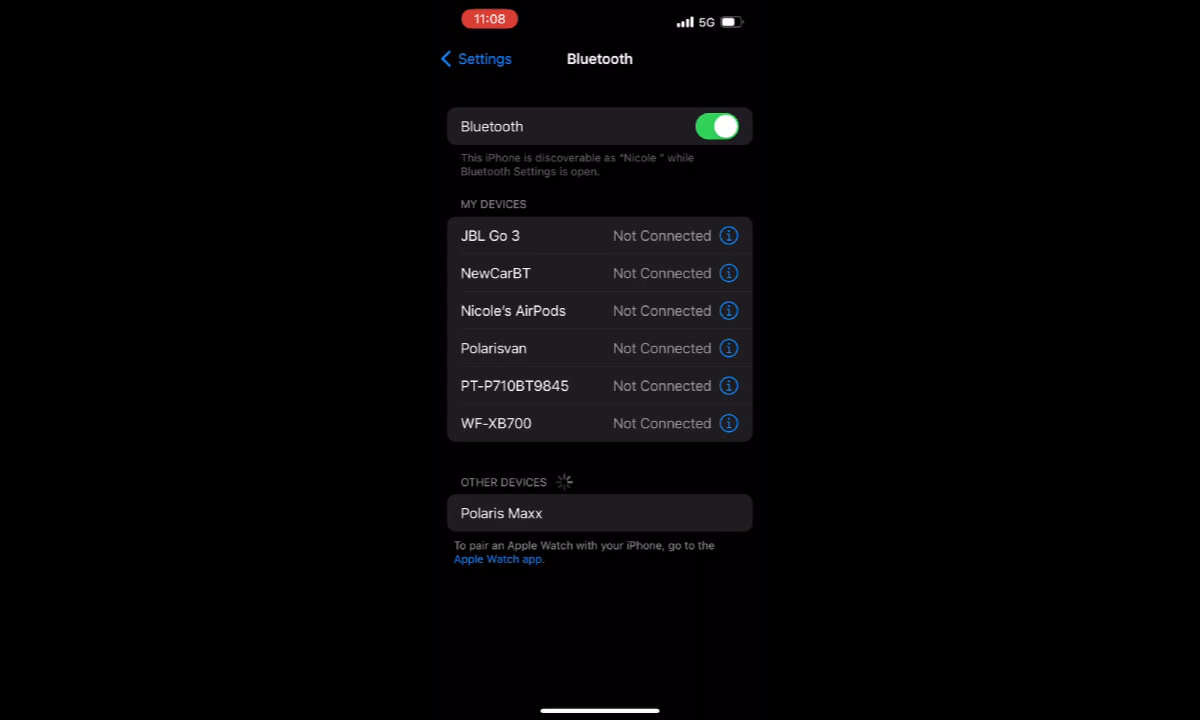 11:08
5G
Settings
Bluetooth
Bluetooth
This iPhone is discoverable as "Nicole " while
Bluetooth Settings is open.
MY DEVICES
JBL Go 3 Not Connected
NewCarBT Not Connected
Nicole's AirPods Not Connected
Polarisvan Not Connected
PT-P710BT9845 Not Connected
WF-XB700 Not Connected
OTHER DEVICES
Polaris Maxx
To pair an Apple Watch with your iPhone, go to the
Apple Watch app.